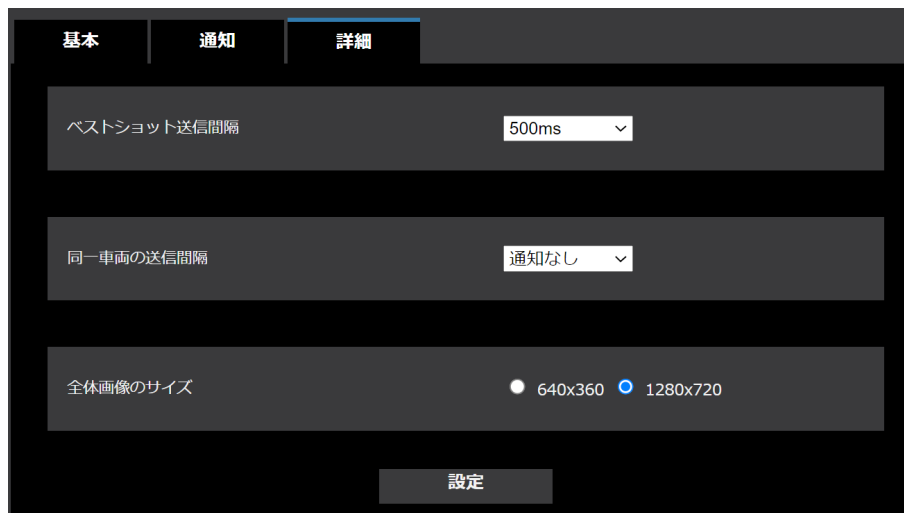 基本 通知 詳細
ベストショット送信間隔 500ms
同一車両の送信間隔 通知なし
全体画像のサイズ 640x360 1280x720
設定